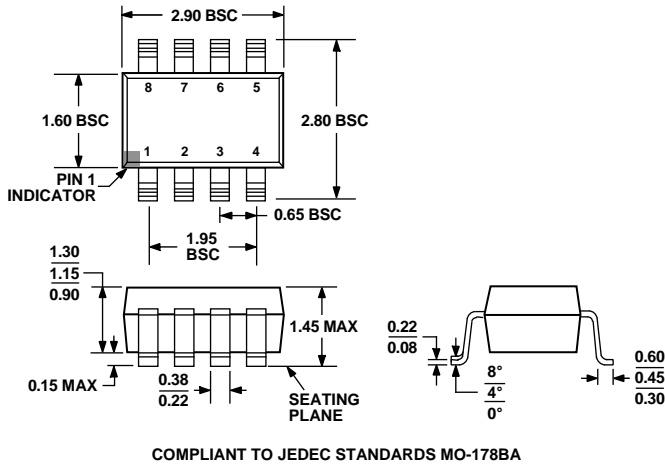 2.90 BSC
8 7 6 5
1.60 BSC
2.80 BSC
1 2 3 4
PIN 1
INDICATOR
0.65 BSC
1.95
BSC
1.30
1.15
0.90
1.45 MAX
0.15 MAX
0.38
0.22
SEATING
PLANE
0.22
0.08
8°
4°
0°
0.60
0.45
0.30
COMPLIANT TO JEDEC STANDARDS MO-178BA